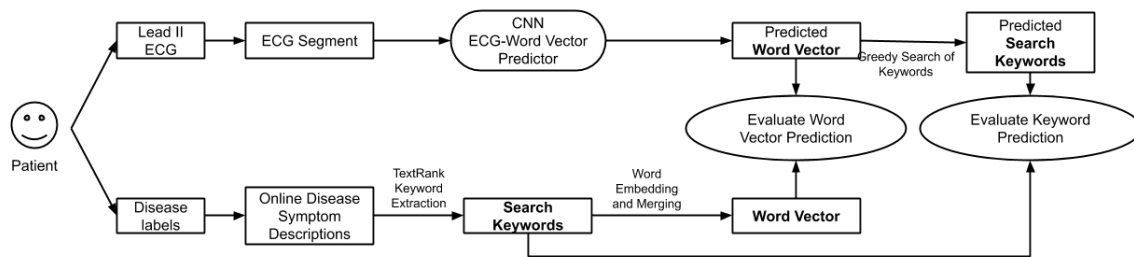 Lead II
ECG
ECG Segment
CNN
ECG-Word Vector
Predictor
Predicted
Word Vector
Greedy Search of
Keywords
Predicted
Search
Keywords
Evaluate Word
Vector Prediction
Evaluate Keyword
Prediction
Patient
Disease
labels
Online Disease
Symptom
Descriptions
TextRank
Keyword
Extraction
Search
Keywords
Word
Embedding
and Merging
Word Vector